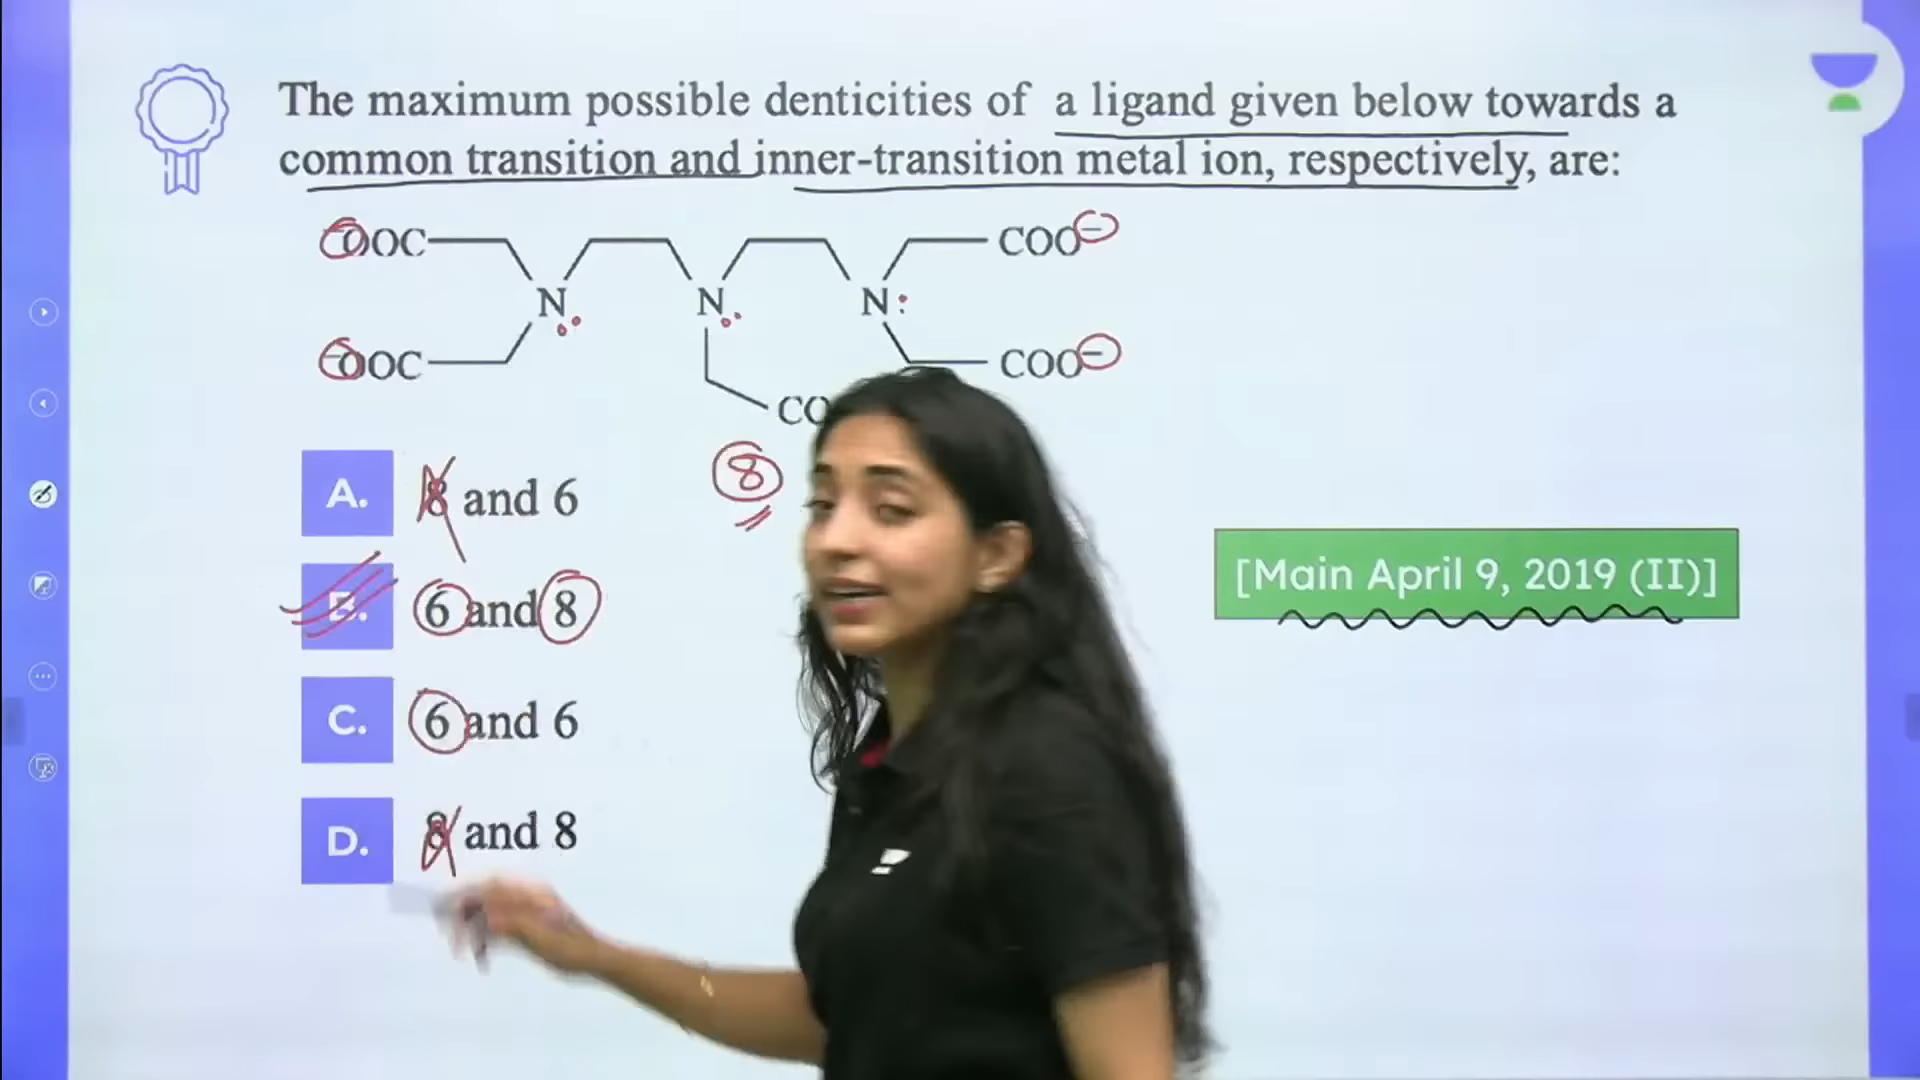 The maximum possible denticities of a ligand given below towards a
common transition and inner-transition metal ion, respectively, are:
⁻OOC COO⁻
N N: N:
⁻OOC COO⁻
CO
8
A. 8 and 6
B. 6 and 8
C. 6 and 6
D. 8 and 8
[Main April 9, 2019 (II)]